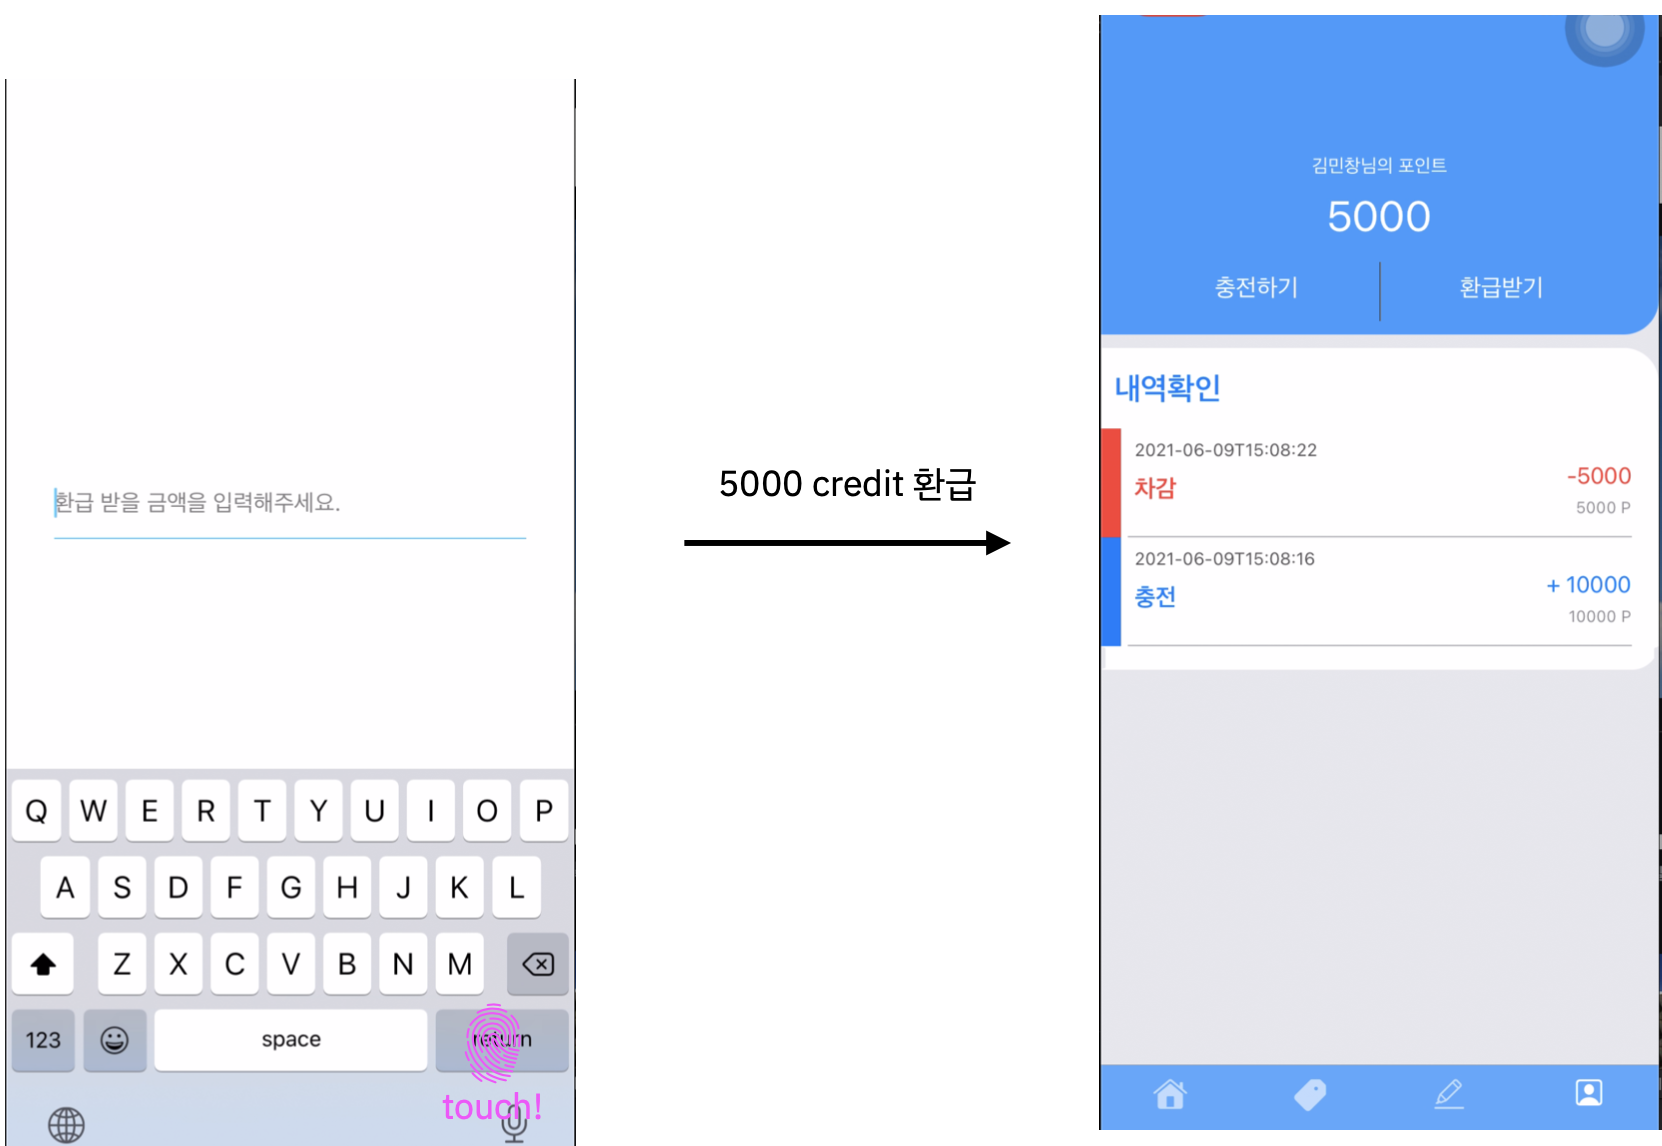 환급 받을 금액을 입력해주세요.
Q W E R T Y U I O P
A S D F G H J K L
Z X C V B N M
123 space return
touch!
5000 credit 환급
김민창님의 포인트
5000
충전하기 환급받기
내역확인
2021-06-09T15:08:22
차감 -5000
5000 P
2021-06-09T15:08:16
충전 + 10000
10000 P